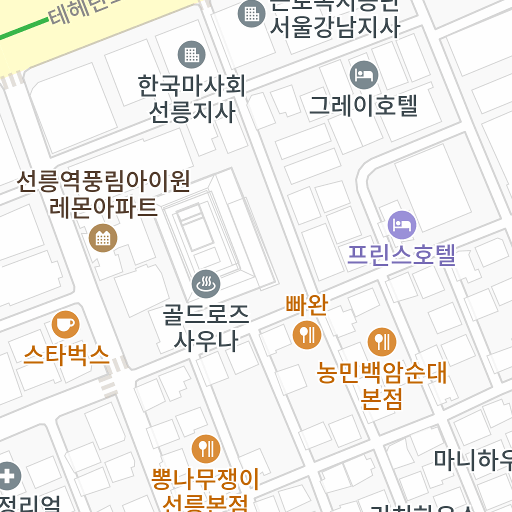 서울강남지사
한국마사회
선릉지사
그레이호텔
선릉역풍림아이원
레몬아파트
프린스호텔
골드로즈
사우나
빠완
스타벅스
농민백암순대
본점
뽕나무쟁이
선릉본점
마니하우
정리얼